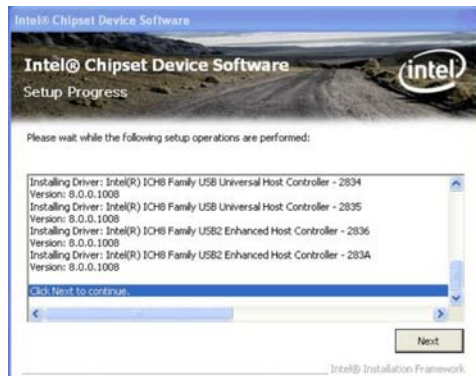 Intel® Chipset Device Software
Intel® Chipset Device Software
Setup Progress
intel
Please wait while the following setup operations are performed:
Installing Driver: Intel(R) ICH8 Family USB Universal Host Controller - 2834
Version: 8.0.0.1008
Installing Driver: Intel(R) ICH8 Family USB Universal Host Controller - 2835
Version: 8.0.0.1008
Installing Driver: Intel(R) ICH8 Family USB2 Enhanced Host Controller - 2836
Version: 8.0.0.1008
Installing Driver: Intel(R) ICH8 Family USB2 Enhanced Host Controller - 283A
Version: 8.0.0.1008
Click Next to continue.
Next
Intel® Installation Framework